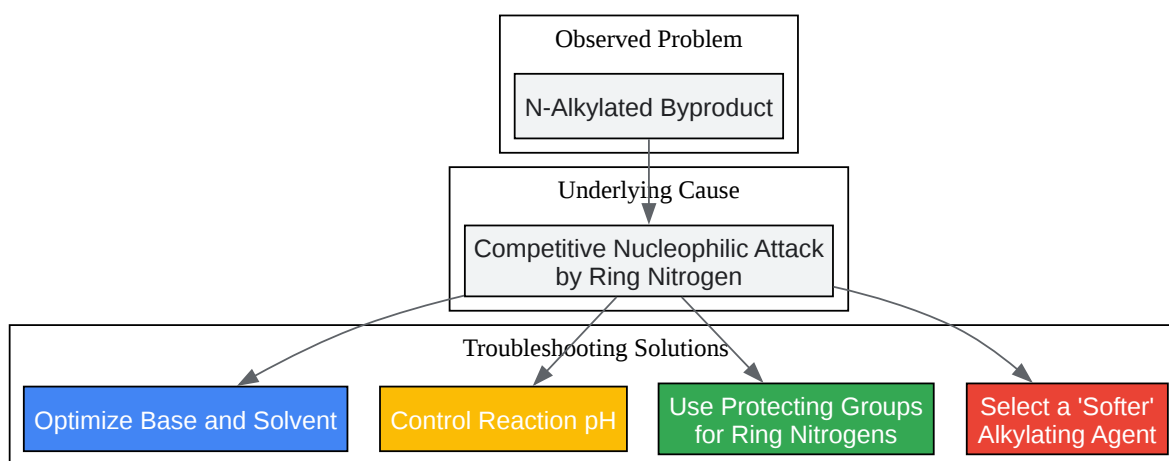 Observed Problem
N-Alkylated Byproduct
Underlying Cause
Competitive Nucleophilic Attack
by Ring Nitrogen
Troubleshooting Solutions
Optimize Base and Solvent
Control Reaction pH
Use Protecting Groups
for Ring Nitrogens
Select a 'Softer'
Alkylating Agent